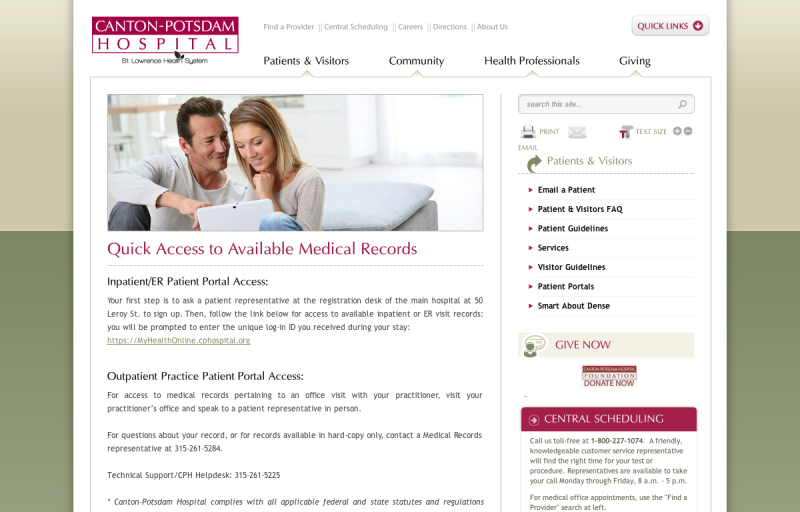 CANTON-POTSDAM
HOSPITAL
St. Lawrence Health System
Find a Provider || Central Scheduling || Careers || Directions || About Us
QUICK LINKS
Patients & Visitors
Community
Health Professionals
Giving
search this site...
PRINT
TEXT SIZE
EMAIL
Patients & Visitors
Email a Patient
Patient & Visitors FAQ
Patient Guidelines
Services
Visitor Guidelines
Patient Portals
Smart About Dense
GIVE NOW
CANTON-POTSDAM HOSPITAL
FOUNDATION
DONATE NOW
CENTRAL SCHEDULING
Call us toll-free at 1-800-227-1074. A friendly,
knowledgeable customer service representative
will find the right time for your test or
procedure. Representatives are available to take
your call Monday through Friday, 8 a.m. - 5 p.m.
For medical office appointments, use the "Find a
Provider" search at left.
Quick Access to Available Medical Records
Inpatient/ER Patient Portal Access:
Your first step is to ask a patient representative at the registration desk of the main hospital at 50
Leroy St. to sign up. Then, follow the link below for access to available inpatient or ER visit records:
you will be prompted to enter the unique log-in ID you received during your stay:
https://MyHealthOnline.cphospital.org
Outpatient Practice Patient Portal Access:
For access to medical records pertaining to an office visit with your practitioner, visit your
practitioner's office and speak to a patient representative in person.
For questions about your record, or for records available in hard-copy only, contact a Medical Records
representative at 315-261-5284.
Technical Support/CPH Helpdesk: 315-261-5225
* Canton-Potsdam Hospital complies with all applicable federal and state statutes and regulations